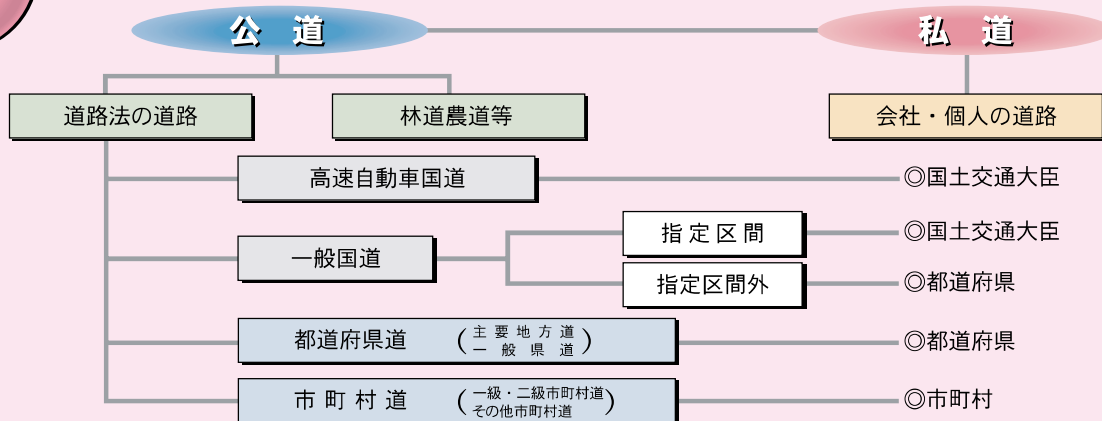 公 道
私 道
道路法の道路
林道農道等
会社・個人の道路
高速自動車国道
◎国土交通大臣
一般国道
指定区間
◎国土交通大臣
指定区間外
◎都道府県
都道府県道
(主要地方道
一般県道)
◎都道府県
市町村道
(一級・二級市町村道
その他市町村道)
◎市町村